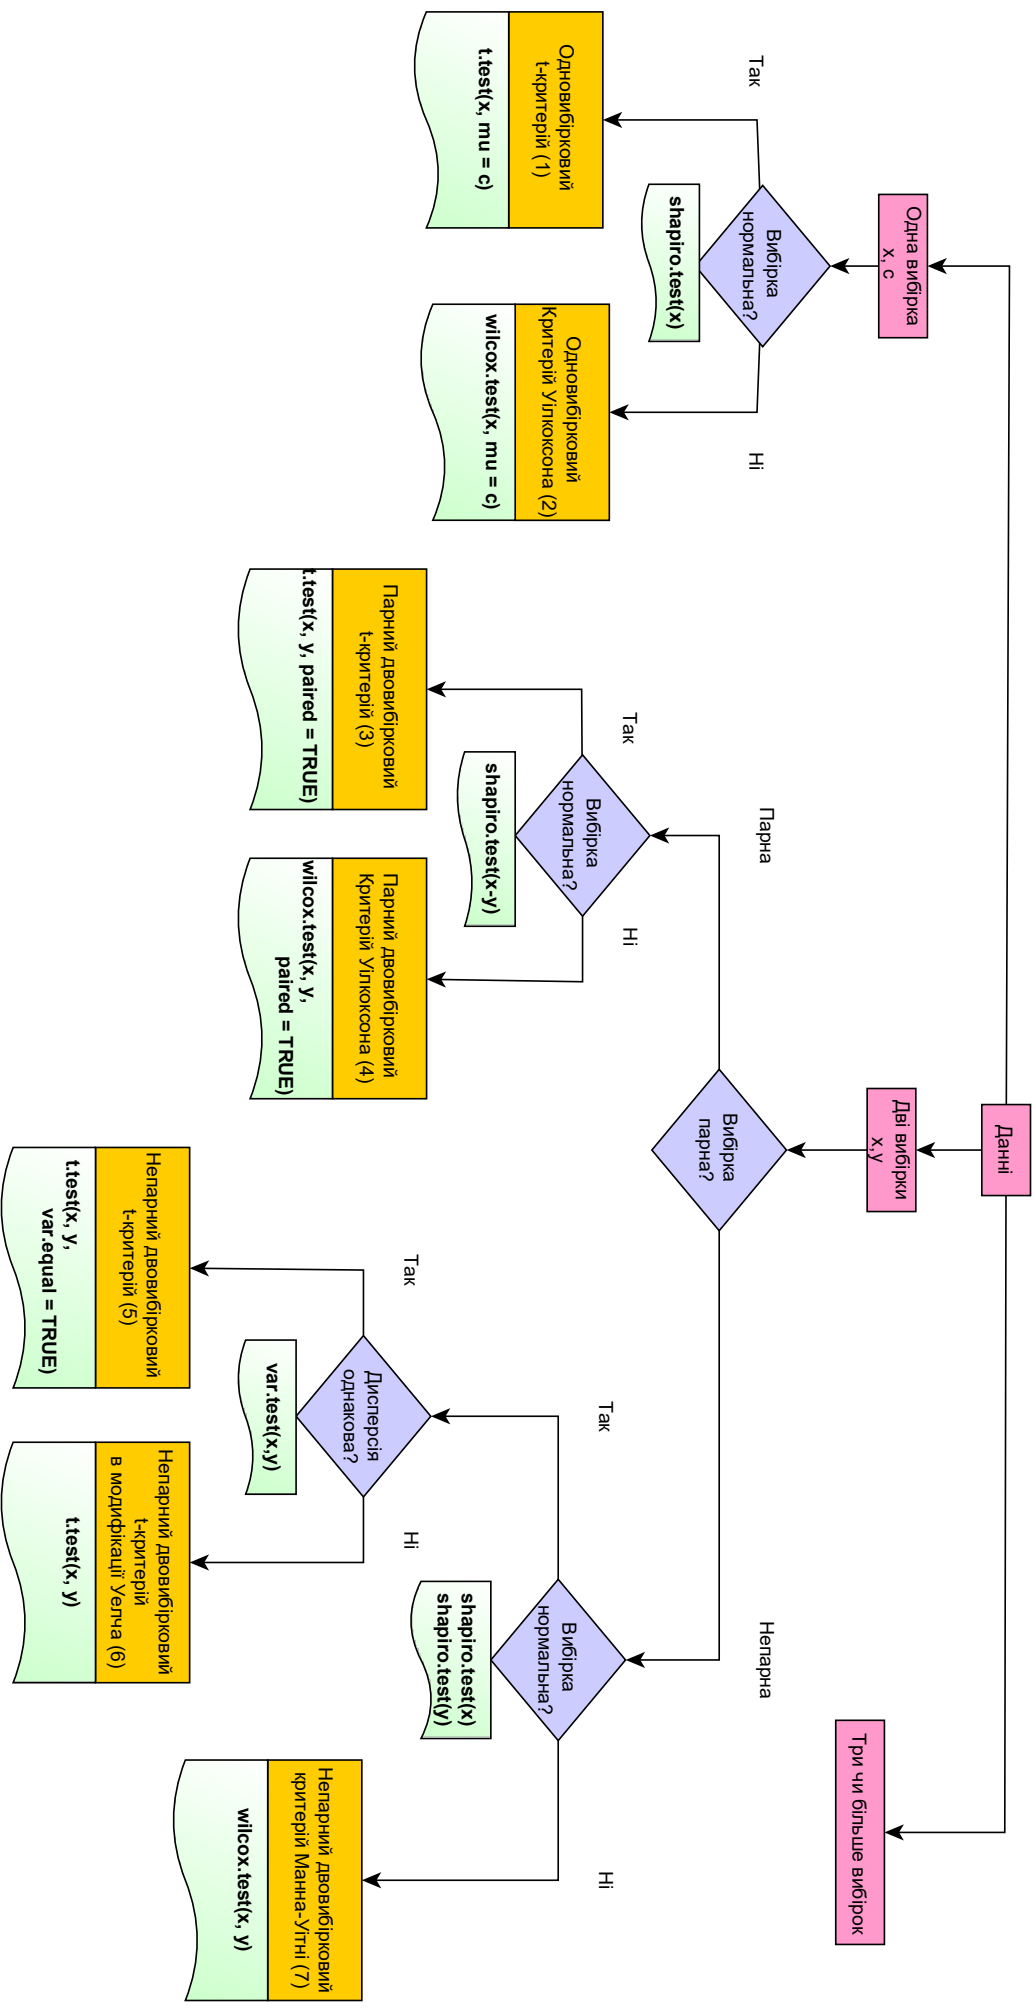 Данні
Одна вибірка
x, c
Дві вибірки
x,y
Три чи більше вибірок
Вибірка
нормальна?
shapiro.test(x)
Так
Ні
Одновибірковий
t-критерій (1)
t.test(x, mu = c)
Одновибірковий
Критерій Уілкоксона (2)
wilcox.test(x, mu = c)
Вибірка
парна?
Парна
Непарна
Вибірка
нормальна?
shapiro.test(x-y)
Так
Ні
Парний двовибірковий
t-критерій (3)
t.test(x, y, paired = TRUE)
Парний двовибірковий
Критерій Уілкоксона (4)
wilcox.test(x, y,
paired = TRUE)
Вибірка
нормальна?
shapiro.test(x)
shapiro.test(y)
Так
Ні
Дисперсія
однакова?
var.test(x,y)
Так
Ні
Непарний двовибірковий
t-критерій (5)
t.test(x, y,
var.equal = TRUE)
Непарний двовибірковий
t-критерій
в модифікації Уелча (6)
t.test(x, y)
Непарний двовибірковий
критерій Манна-Уітні (7)
wilcox.test(x, y)